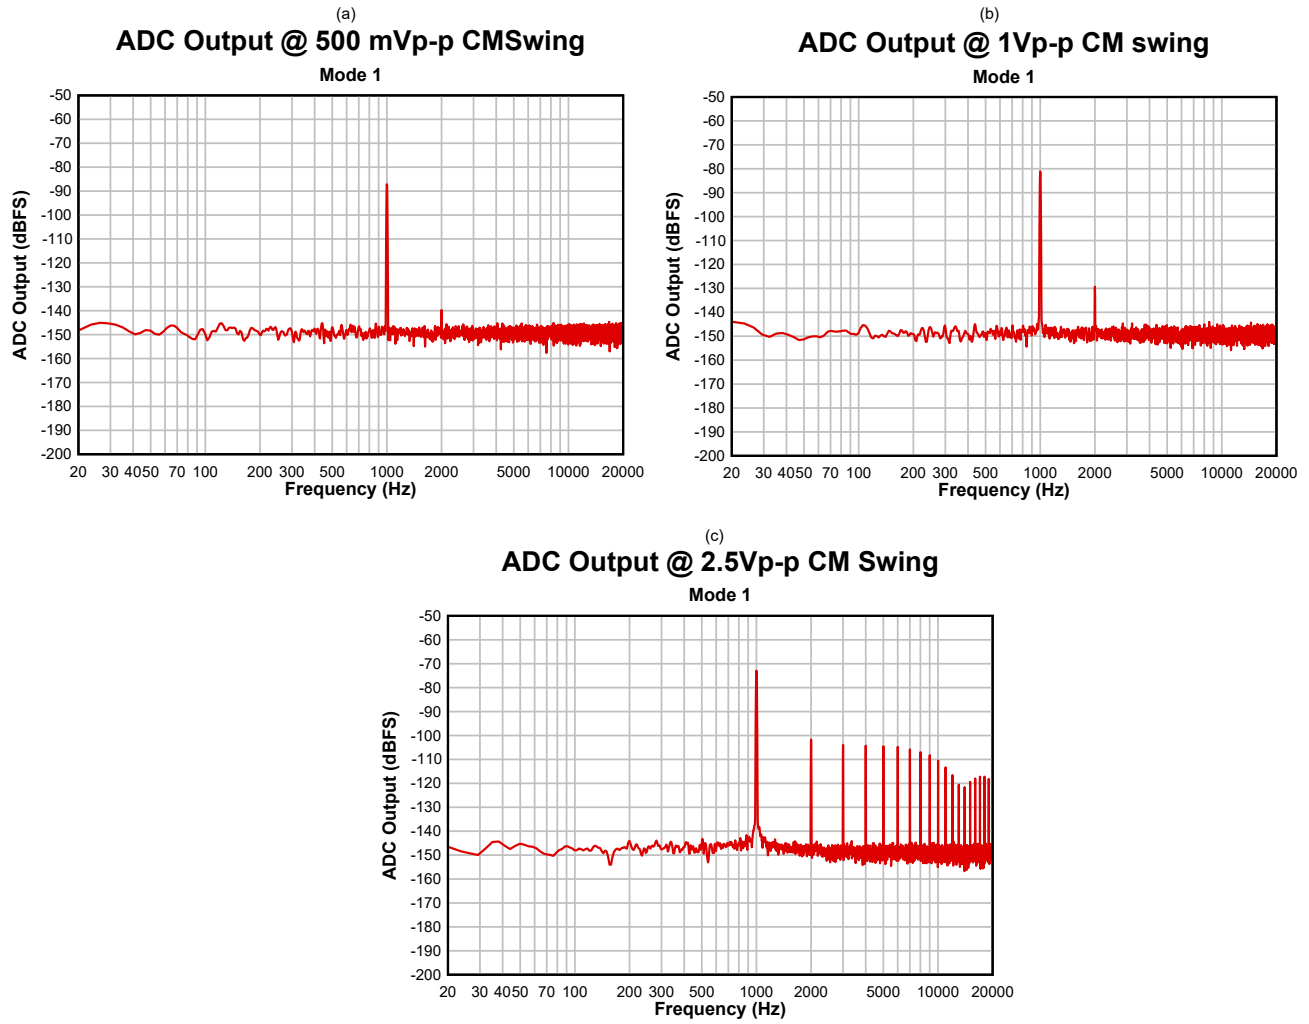 (a)
ADC Output @ 500 mVp-p CMSwing
Mode 1
-50
-60
-70
-80
-90
-100
-110
-120
-130
-140
-150
-160
-170
-180
-190
-200
ADC Output (dBFS)
20 30 4050 70 100 200 300 500 1000 2000 5000 10000 20000
Frequency (Hz)
(b)
ADC Output @ 1Vp-p CM swing
Mode 1
-50
-60
-70
-80
-90
-100
-110
-120
-130
-140
-150
-160
-170
-180
-190
-200
ADC Output (dBFS)
20 30 4050 70 100 200 300 500 1000 2000 5000 10000 20000
Frequency (Hz)
(c)
ADC Output @ 2.5Vp-p CM Swing
Mode 1
-50
-60
-70
-80
-90
-100
-110
-120
-130
-140
-150
-160
-170
-180
-190
-200
ADC Output (dBFS)
20 30 4050 70 100 200 300 500 1000 2000 5000 10000 20000
Frequency (Hz)